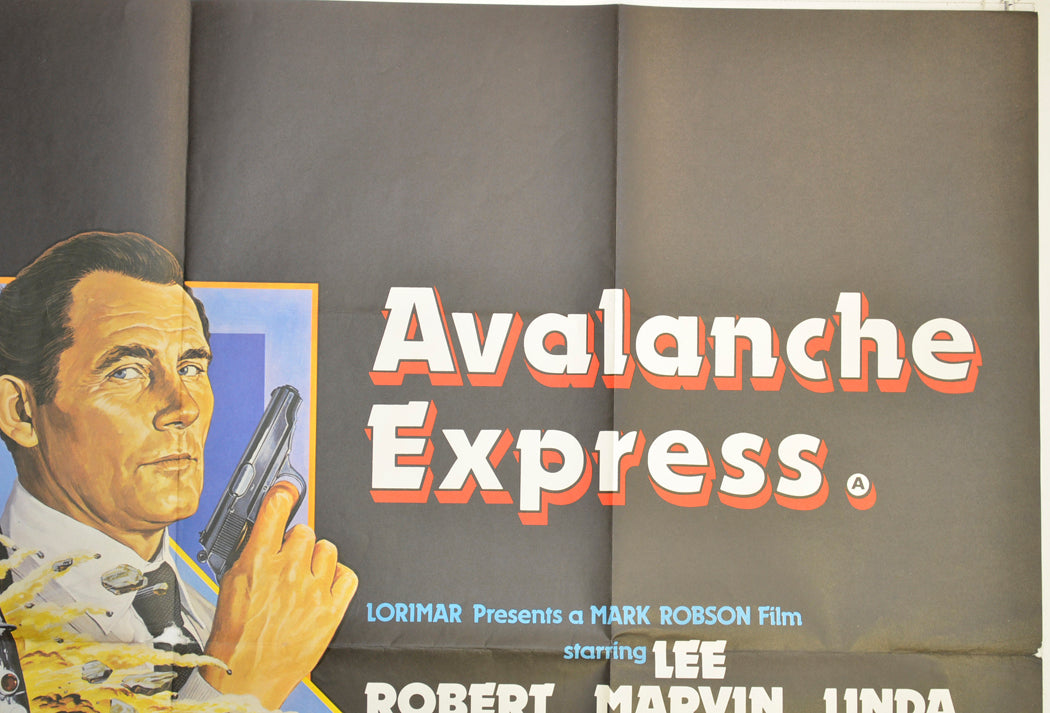 Avalanche
Express. A
LORIMAR Presents a MARK ROBSON Film
starring LEE
ROBERT MARVIN LINDA